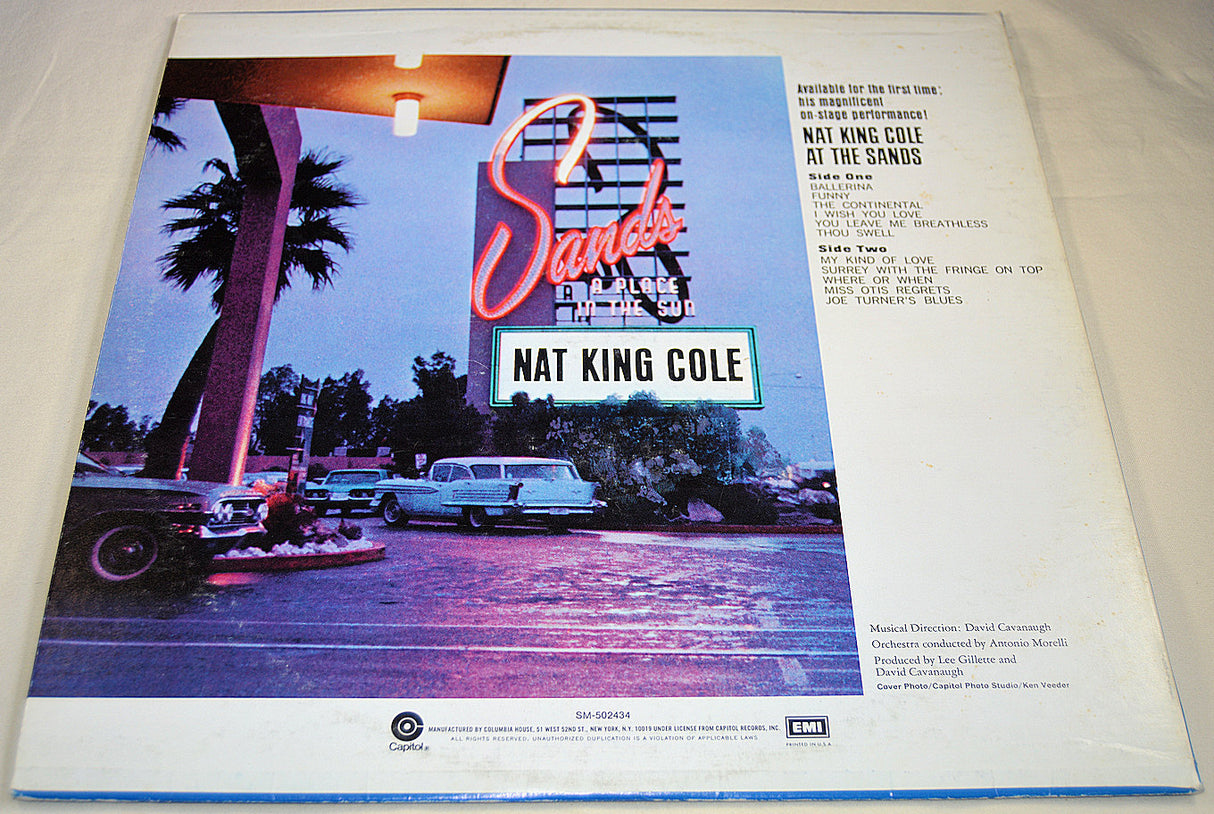 Sands
A PLACE
IN THE SUN
NAT KING COLE
Available for the first time:
his magnificent
on-stage performance!
NAT KING COLE
AT THE SANDS
Side One
BALLERINA
FUNNY
THE CONTINENTAL
I WISH YOU LOVE
YOU LEAVE ME BREATHLESS
THOU SWELL
Side Two
MY KIND OF LOVE
SURREY WITH THE FRINGE ON TOP
WHERE OR WHEN
MISS OTIS REGRETS
JOE TURNER'S BLUES
Musical Direction: David Cavanaugh
Orchestra conducted by Antonio Morelli
Produced by Lee Gillette and
David Cavanaugh
Cover Photo/Capitol Photo Studio/Ken Veeder
SM-502434
Capitol®
MANUFACTURED BY COLUMBIA HOUSE, 51 WEST 52ND ST., NEW YORK, N.Y. 10019 UNDER LICENSE FROM CAPITOL RECORDS, INC.
ALL RIGHTS RESERVED. UNAUTHORIZED DUPLICATION IS A VIOLATION OF APPLICABLE LAWS
EMI
PRINTED IN U.S.A.